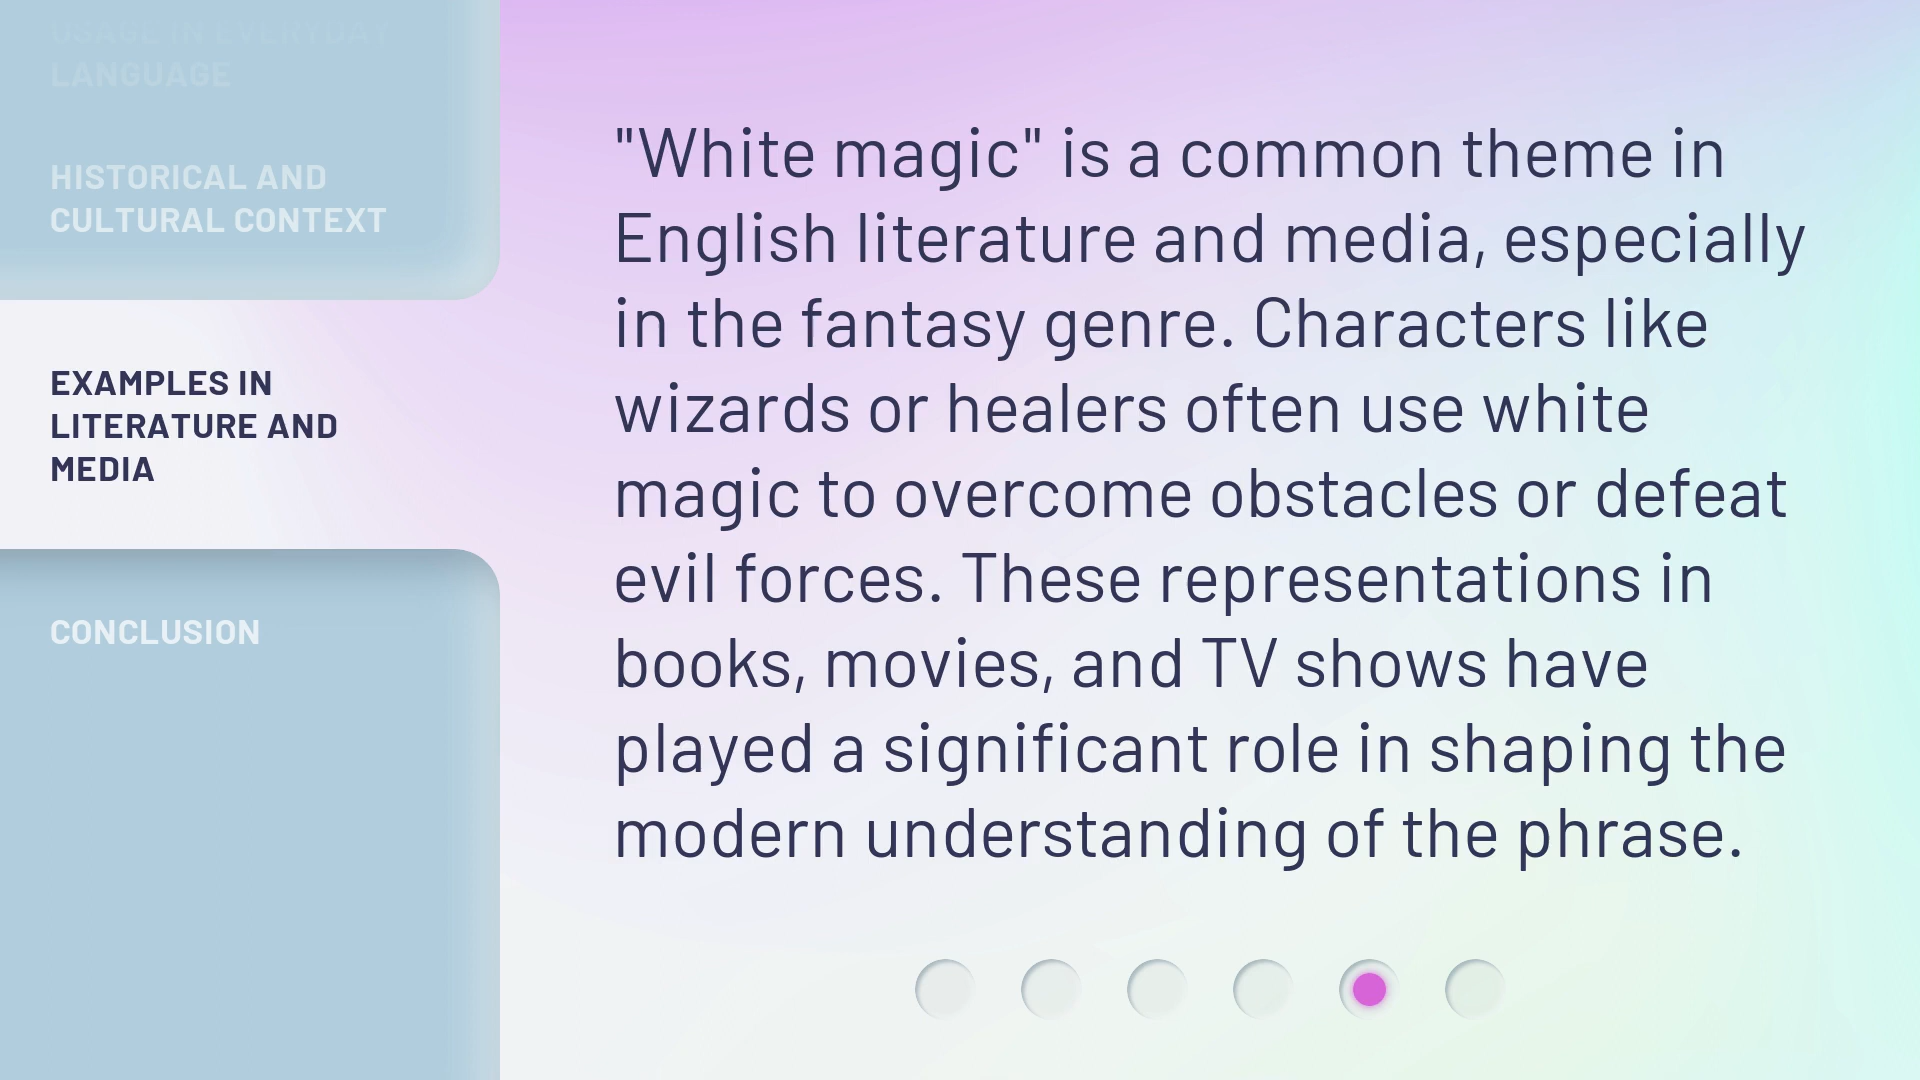 USAGE IN EVERYDAY
LANGUAGE
HISTORICAL AND
CULTURAL CONTEXT
EXAMPLES IN
LITERATURE AND
MEDIA
CONCLUSION
"White magic" is a common theme in
English literature and media, especially
in the fantasy genre. Characters like
wizards or healers often use white
magic to overcome obstacles or defeat
evil forces. These representations in
books, movies, and TV shows have
played a significant role in shaping the
modern understanding of the phrase.